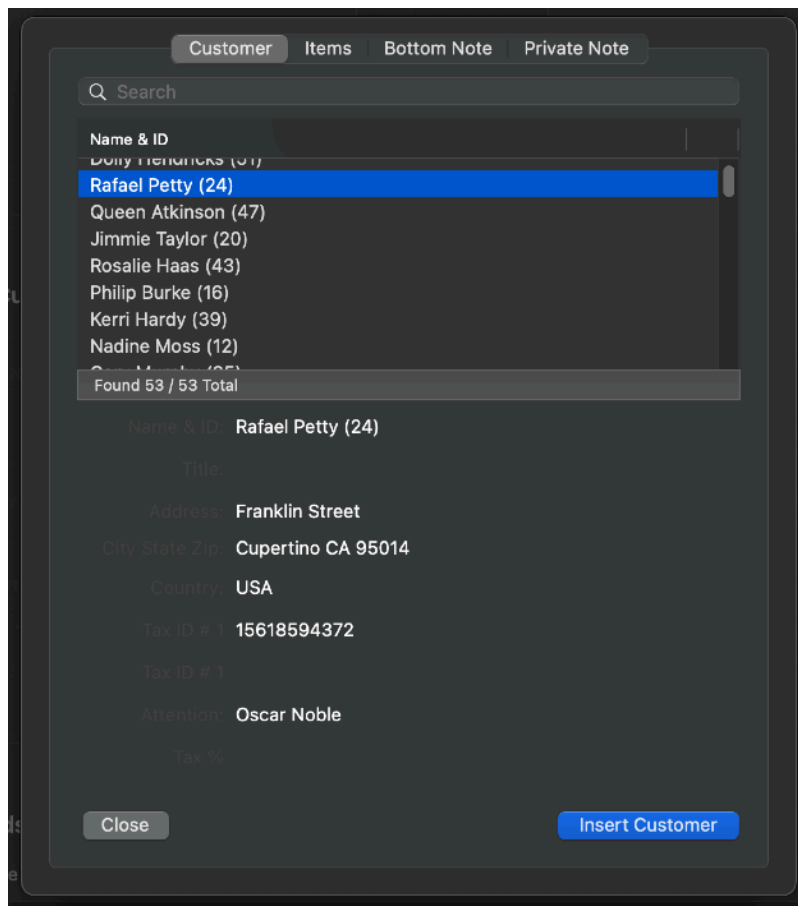 Customer Items Bottom Note Private Note
Search
Name & ID
Dolly Hendricks (51)
Rafael Petty (24)
Queen Atkinson (47)
Jimmie Taylor (20)
Rosalie Haas (43)
Philip Burke (16)
Kerri Hardy (39)
Nadine Moss (12)
Found 53 / 53 Total
Name & ID: Rafael Petty (24)
Title:
Address: Franklin Street
City State Zip: Cupertino CA 95014
Country: USA
Tax ID # 1 15618594372
Tax ID # 1
Attention: Oscar Noble
Tax %
Close Insert Customer